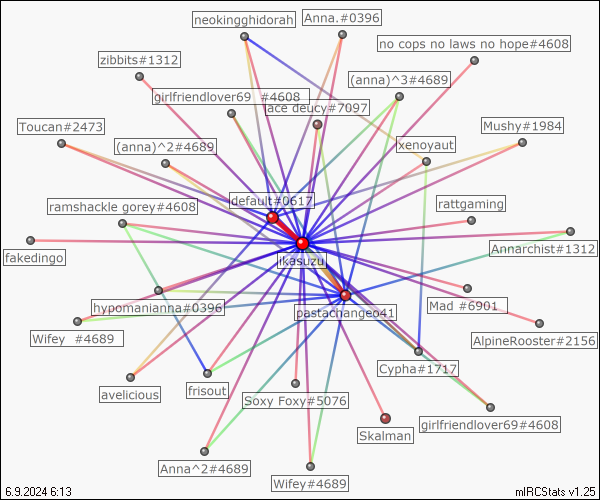 neokingghidorah
Anna.#0396
no cops no laws no hope#4608
zibbits#1312
(anna)^3#4689
girlfriendlover69 #4608
ace deucy#7097
Toucan#2473
Mushy#1984
(anna)^2#4689
xenoyaut
default#0617
ramshackle gorey#4608
rattgaming
fakedingo
Annarchist#1312
ikasuzu
hypomanianna#0396
Mad #6901
pastachangeo41
Wifey #4689
AlpineRooster#2156
Cypha#1717
avelicious
frisout
Soxy Foxy#5076
girlfriendlover69#4608
Skalman
Anna^2#4689
Wifey#4689
6.9.2024 6:13
mIRCStats v1.25